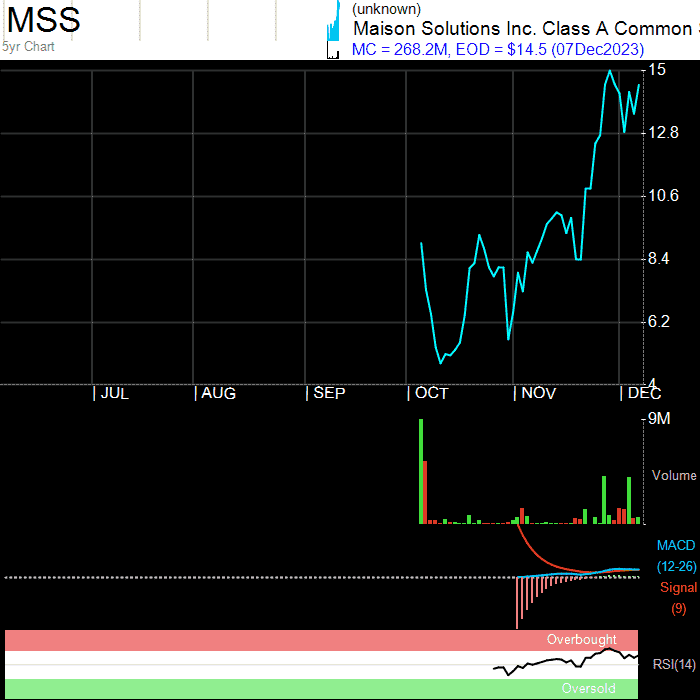 MSS
5yr Chart
(unknown)
Maison Solutions Inc. Class A Common
MC = 268.2M, EOD = $14.5 (07Dec2023)
15
12.8
10.6
8.4
6.2
4
JUL AUG SEP OCT NOV DEC
9M
Volume
MACD
(12-26)
Signal
(9)
Overbought
RSI(14)
Oversold